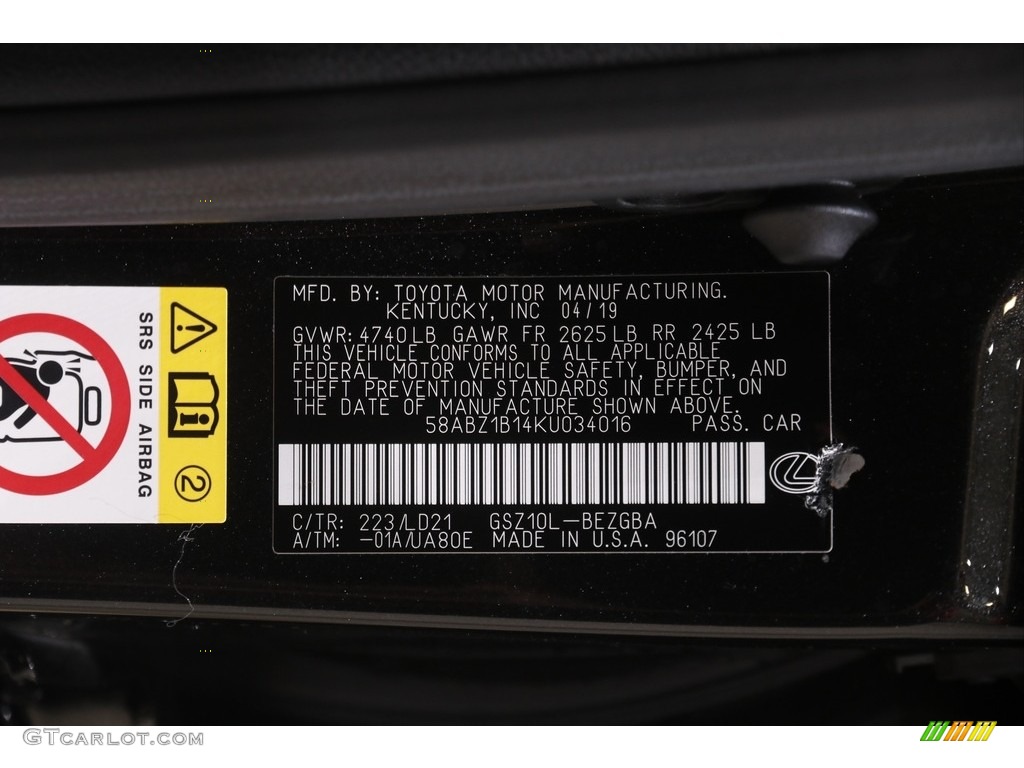 MFD. BY: TOYOTA MOTOR MANUFACTURING.
KENTUCKY, INC 04/19
GVWR: 4740LB GAWR FR 2625LB RR 2425 LB
THIS VEHICLE CONFORMS TO ALL APPLICABLE
FEDERAL MOTOR VEHICLE SAFETY, BUMPER, AND
THEFT PREVENTION STANDARDS IN EFFECT ON
THE DATE OF MANUFACTURE SHOWN ABOVE.
58ABZ1B14KU034016 PASS. CAR
C/TR: 223/LD21 GSZ10L-BEZGBA
A/TM: -01A/UA80E MADE IN U.S.A. 96107
SRS SIDE AIRBAG
2
GTCARLOT.COM